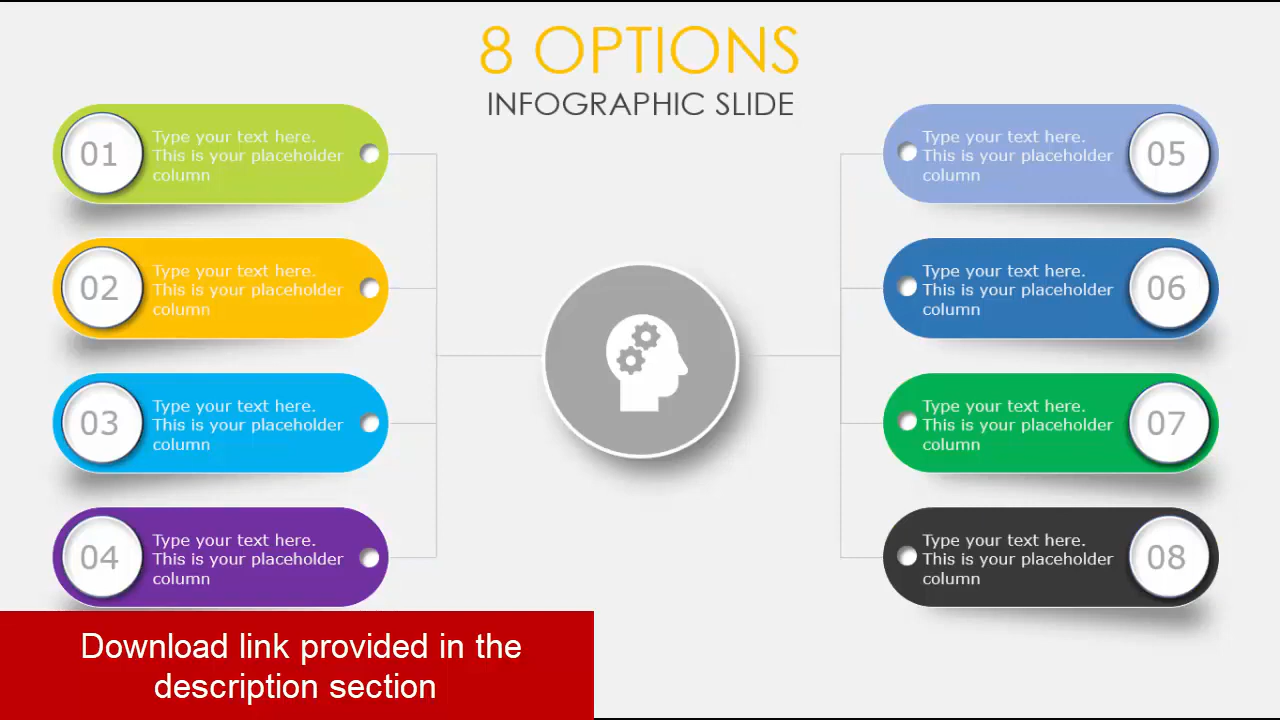 8 OPTIONS
INFOGRAPHIC SLIDE
01
Type your text here.
This is your placeholder
column
02
Type your text here.
This is your placeholder
column
03
Type your text here.
This is your placeholder
column
04
Type your text here.
This is your placeholder
column
Type your text here.
This is your placeholder
column
05
Type your text here.
This is your placeholder
column
06
Type your text here.
This is your placeholder
column
07
Type your text here.
This is your placeholder
column
08
Download link provided in the
description section